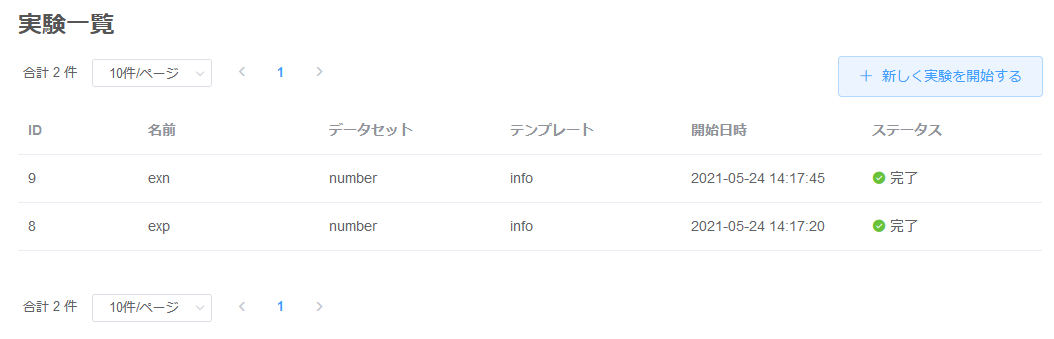 実験一覧
合計 2 件 10件/ページ 1
新しく実験を開始する
ID 名前 データセット テンプレート 開始日時 ステータス
9 exn number info 2021-05-24 14:17:45 完了
8 exp number info 2021-05-24 14:17:20 完了
合計 2 件 10件/ページ 1